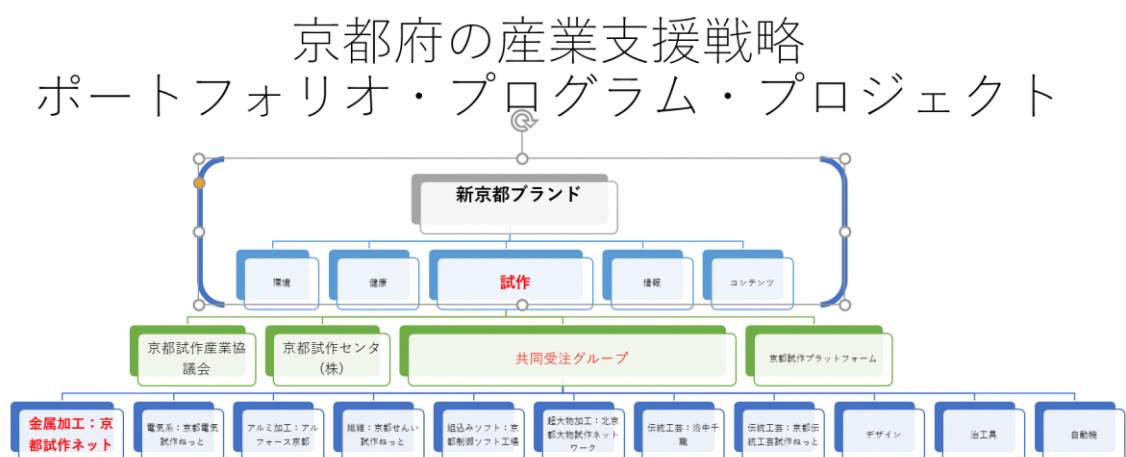 京都府の産業支援戦略
ポートフォリオ・プログラム・プロジェクト
新京都ブランド
環境
健康
試作
情報
コンテンツ
京都試作産業協
議会
京都試作センタ
(株)
共同受注グループ
京都試作プラットフォーム
金属加工：京
都試作ネット
電気系：京都電気
試作ねっと
アルミ加工：アル
フォース京都
繊維：京都せんい
試作ねっと
組込みソフト：京
都制御ソフト工場
超大物加工：北京
都大物試作ネット
ワーク
伝統工芸：洛中千
職
伝統工芸：京都伝
統工芸試作ねっと
デザイン
治工具
自動機